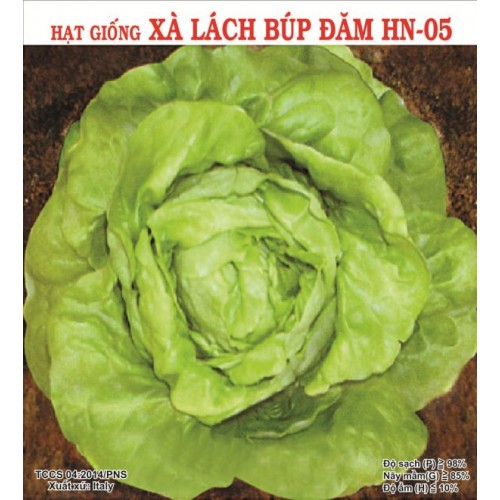 HẠT GIỐNG XÀ LÁCH BÚP ĐĂM HN-05
TCCS 04:2014/PNS
Xuất xứ: Italy
Độ sạch (P) ≥ 98%
Nảy mầm(G) ≥ 85%
Độ ẩm (H) ≤ 10%